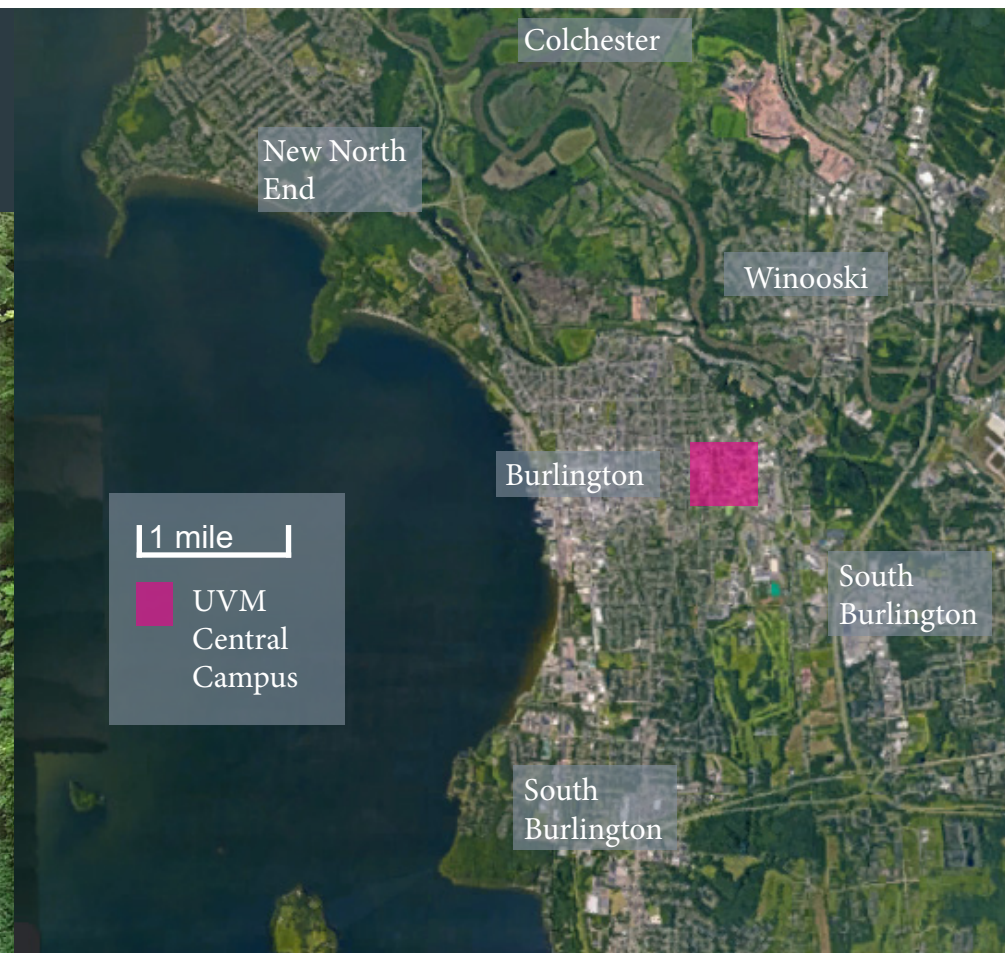 Colchester
New North
End
Winooski
Burlington
1 mile
UVM
Central
Campus
South
Burlington
South
Burlington